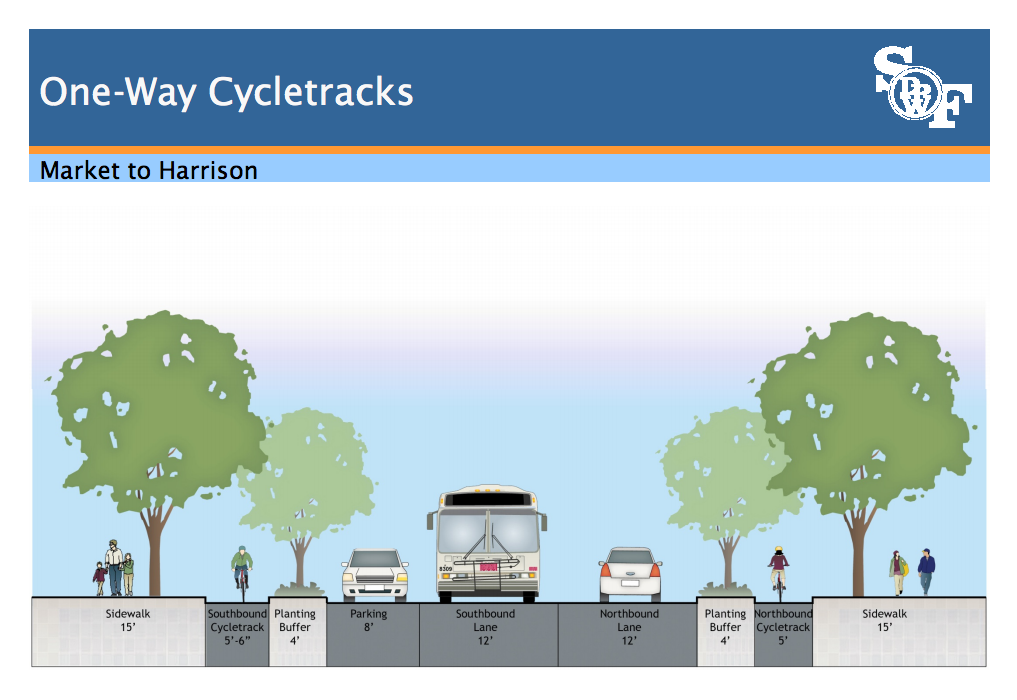 One-Way Cycletracks
S DPW F
Market to Harrison
8309
Sidewalk
15’
Southbound
Cycletrack
5’-6”
Planting
Buffer
4’
Parking
8’
Southbound
Lane
12’
Northbound
Lane
12’
Planting
Buffer
4’
Northbound
Cycletrack
5’
Sidewalk
15’